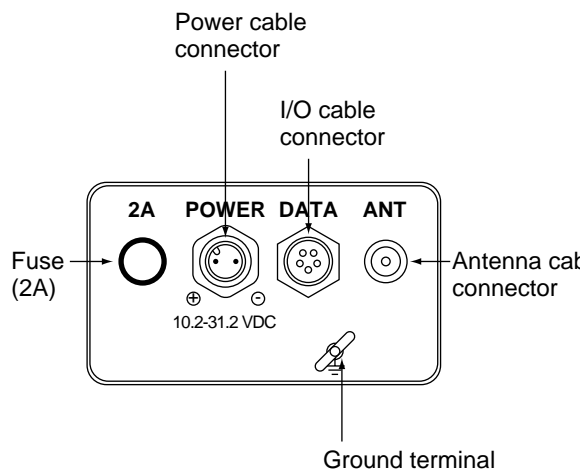 Power cable
connector
I/O cable
connector
2A POWER DATA ANT
Fuse
(2A)
Antenna cab
connector
⊕ ⊖
10.2-31.2 VDC
Ground terminal